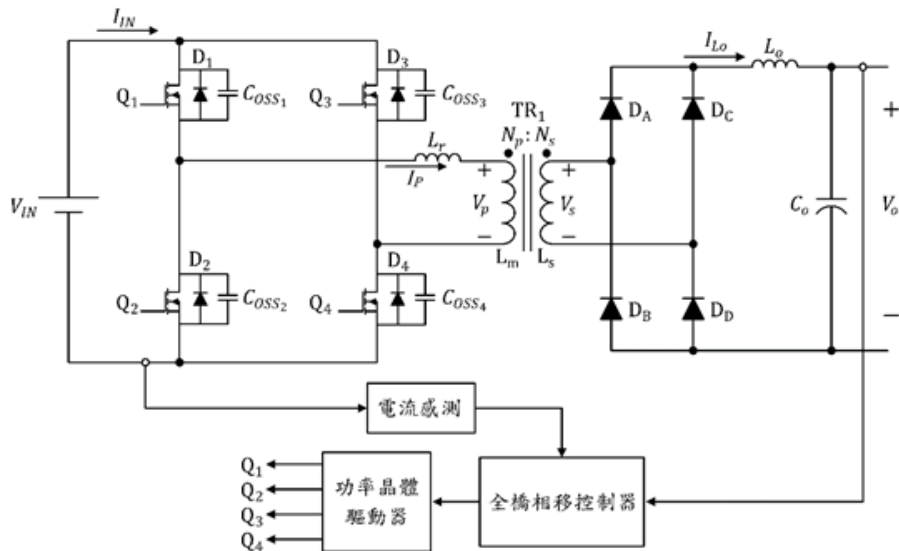 I_IN
D₁
Q₁
C_OSS₁
D₃
Q₃
C_OSS₃
I_Lo
L_o
D_A
D_C
TR₁
N_p:N_s
L_r
I_P
+
V_p
−
L_m
+
V_s
−
L_s
V_IN
C_o
+
V_o
−
D₂
Q₂
C_OSS₂
D₄
Q₄
C_OSS₄
D_B
D_D
電流感測
Q₁
Q₂
Q₃
Q₄
功率晶體
驅動器
全橋相移控制器